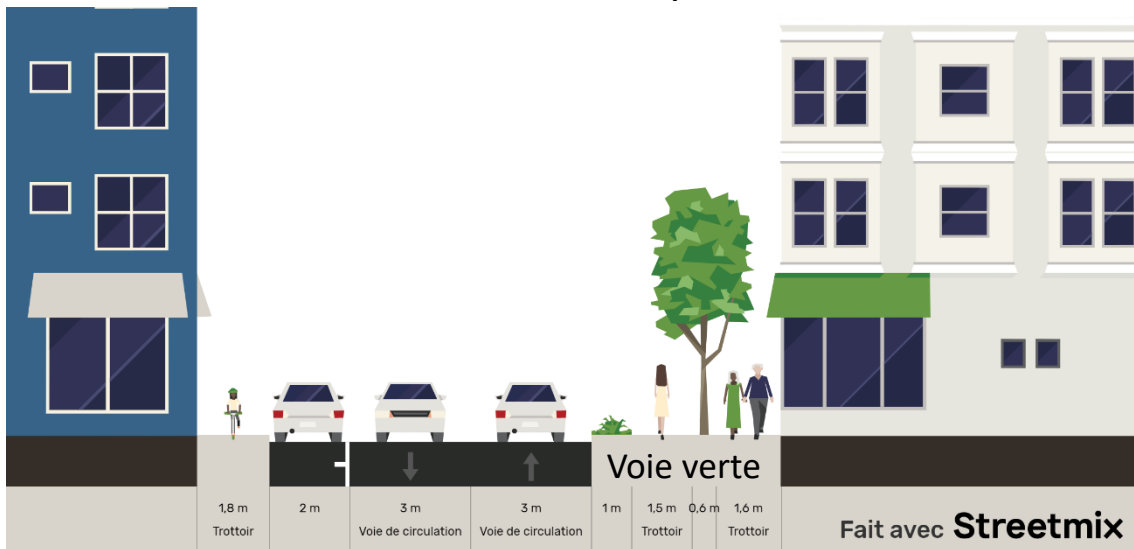 Voie verte
1,8 m
Trottoir
2 m
3 m
Voie de circulation
3 m
Voie de circulation
1 m
1,5 m
Trottoir
0,6 m
1,6 m
Trottoir
Fait avec Streetmix